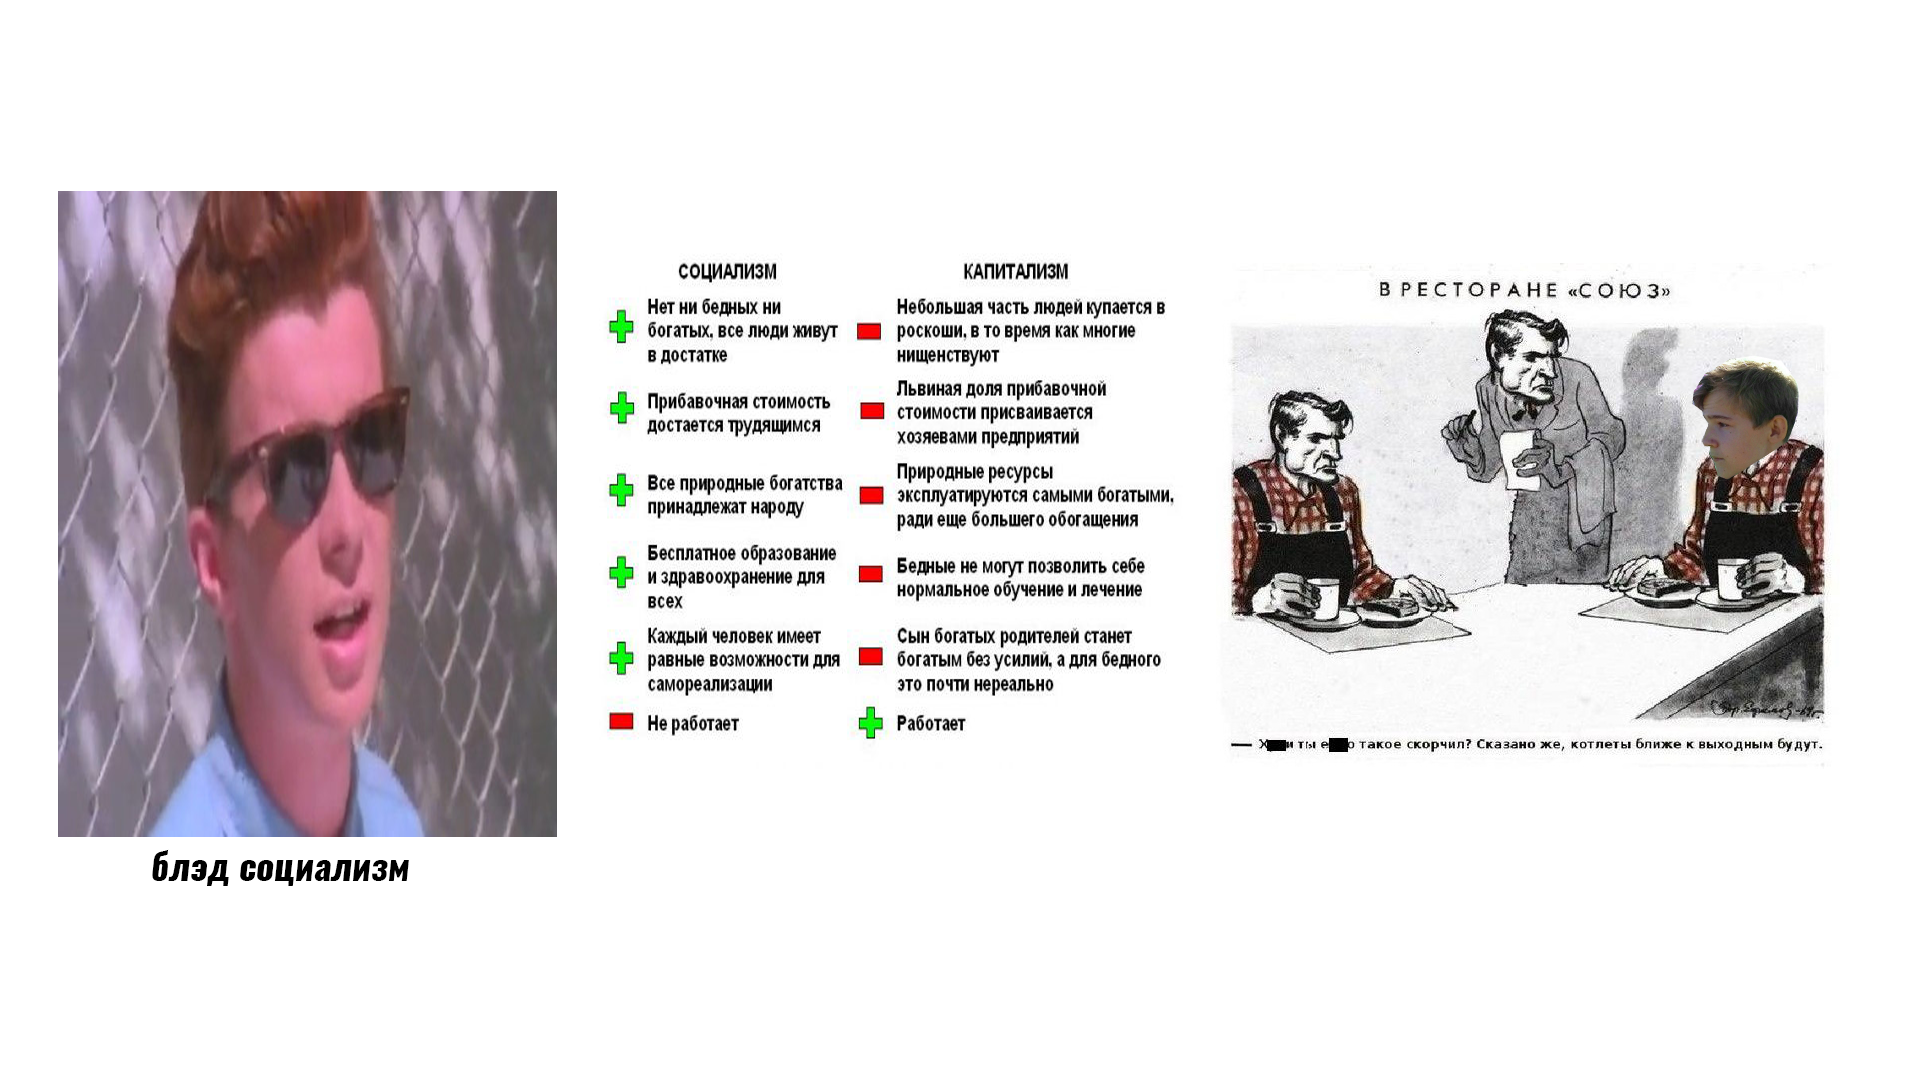 блэд социализм
СОЦИАЛИЗМ
Нет ни бедных ни
богатых, все люди живут
в достатке
Прибавочная стоимость
достается трудящимся
Все природные богатства
принадлежат народу
Бесплатное образование
и здравоохранение для
всех
Каждый человек имеет
равные возможности для
самореализации
Не работает
КАПИТАЛИЗМ
Небольшая часть людей купается в
роскоши, в то время как многие
нищенствуют
Львиная доля прибавочной
стоимости присваивается
хозяевами предприятий
Природные ресурсы
эксплуатируются самыми богатыми,
ради еще большего обогащения
Бедные не могут позволить себе
нормальное обучение и лечение
Сын богатых родителей станет
богатым без усилий, а для бедного
это почти нереально
Работает
В РЕСТОРАНЕ «СОЮЗ»
— ты такое скорчил? Сказано же, котлеты ближе к выходным будут.